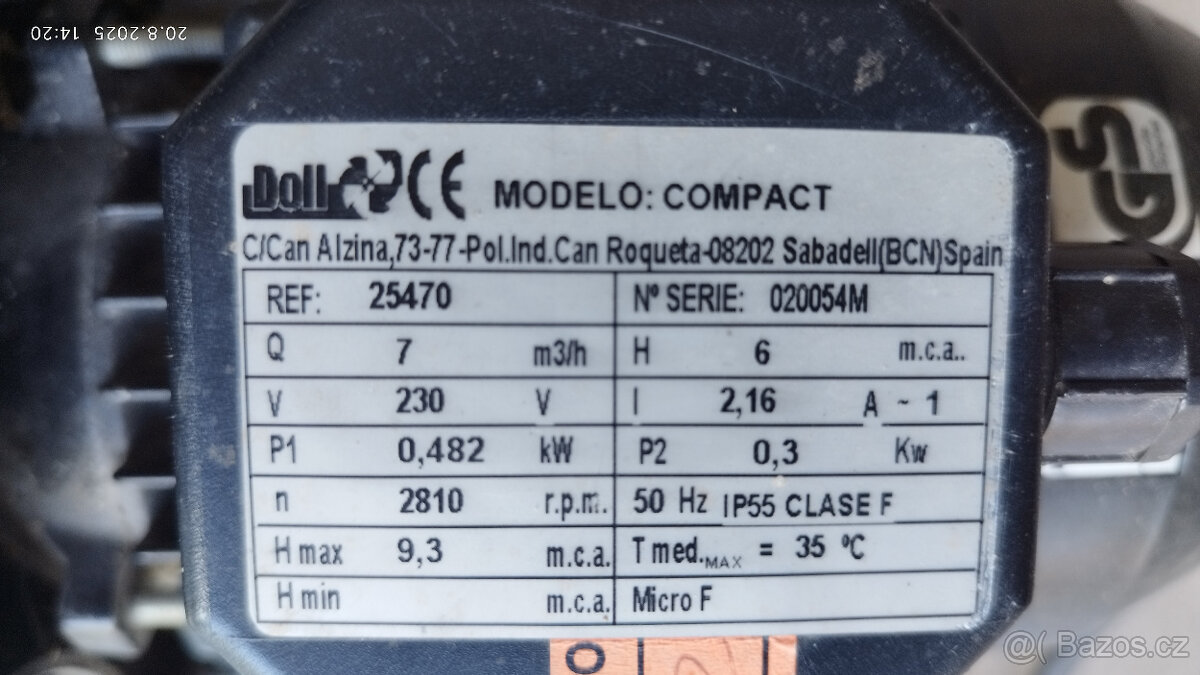 20.8.2025 14:20
Doll CE MODELO: COMPACT
C/Can Alzina,73-77-Pol.Ind.Can Roqueta-08202 Sabadell(BCN)Spain
REF: 25470 Nº SERIE: 020054M
Q 7 m3/h H 6 m.c.a..
V 230 V I 2,16 A ~ 1
P1 0,482 kW P2 0,3 Kw
n 2810 r.p.m. 50 Hz IP55 CLASE F
H max 9,3 m.c.a. T med.MAX = 35 ºC
H min m.c.a. Micro F
@( Bazos.cz